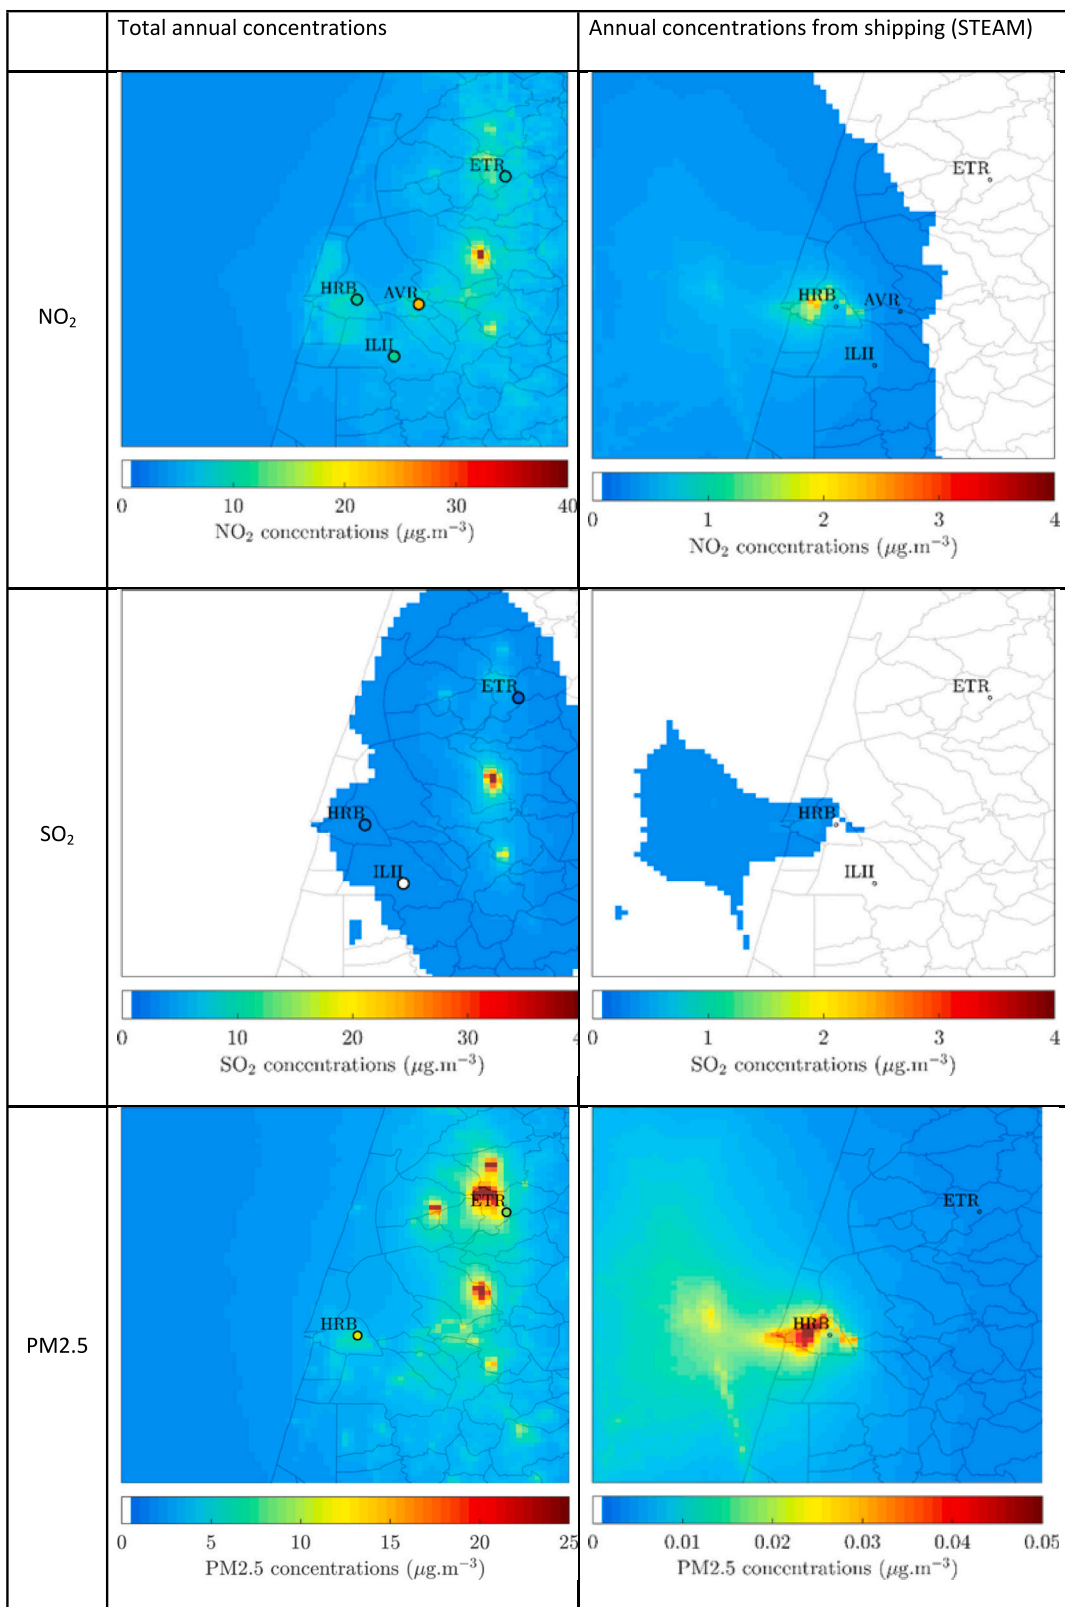 Total annual concentrations
Annual concentrations from shipping (STEAM)
NO₂
ETR
HRB
AVR
ILII
0 10 20 30 40
NO₂ concentrations (μg.m⁻³)
ETR
HRB
AVR
ILII
0 1 2 3 4
NO₂ concentrations (μg.m⁻³)
SO₂
ETR
HRB
ILII
0 10 20 30
SO₂ concentrations (μg.m⁻³)
ETR
HRB
ILII
0 1 2 3 4
SO₂ concentrations (μg.m⁻³)
PM2.5
ETR
HRB
0 5 10 15 20 25
PM2.5 concentrations (μg.m⁻³)
ETR
HRB
0 0.01 0.02 0.03 0.04 0.05
PM2.5 concentrations (μg.m⁻³)